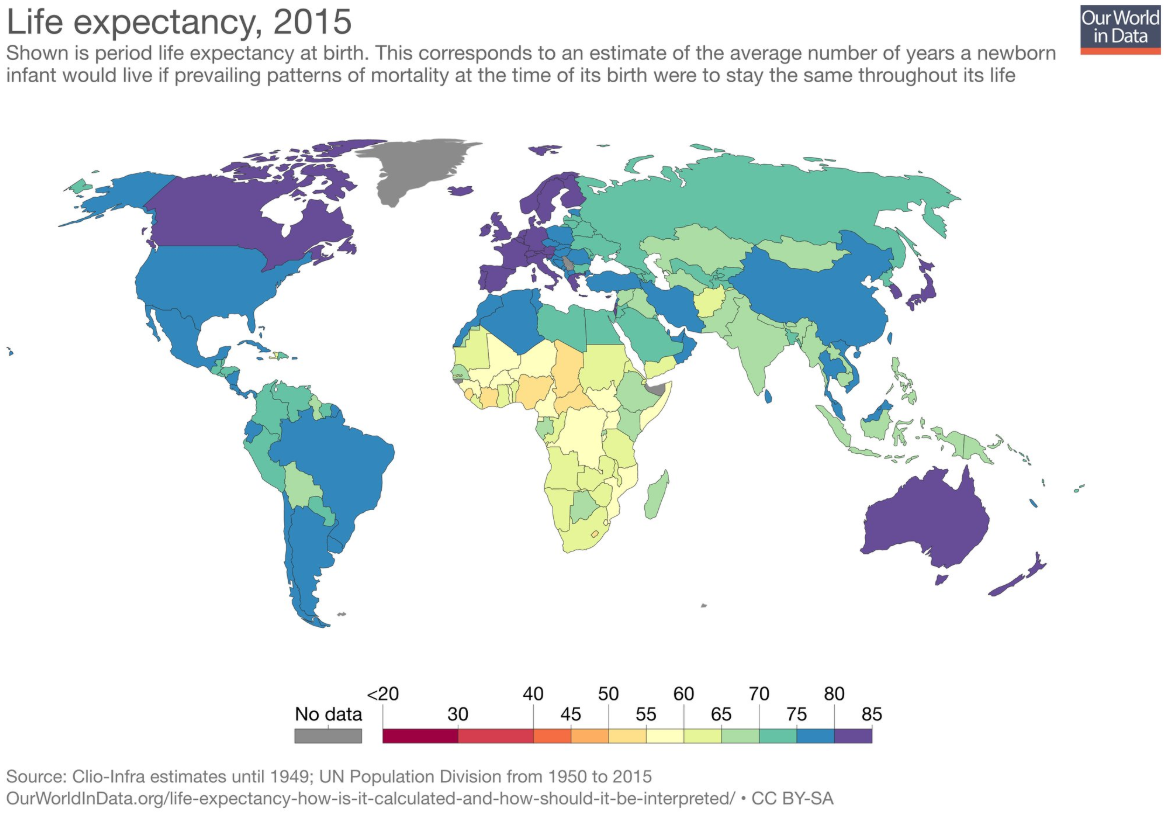 Life expectancy, 2015
Our World
in Data
Shown is period life expectancy at birth. This corresponds to an estimate of the average number of years a newborn
infant would live if prevailing patterns of mortality at the time of its birth were to stay the same throughout its life
<20 40 50 60 70 80
No data 30 45 55 65 75 85
Source: Clio-Infra estimates until 1949; UN Population Division from 1950 to 2015
OurWorldInData.org/life-expectancy-how-is-it-calculated-and-how-should-it-be-interpreted/ • CC BY-SA